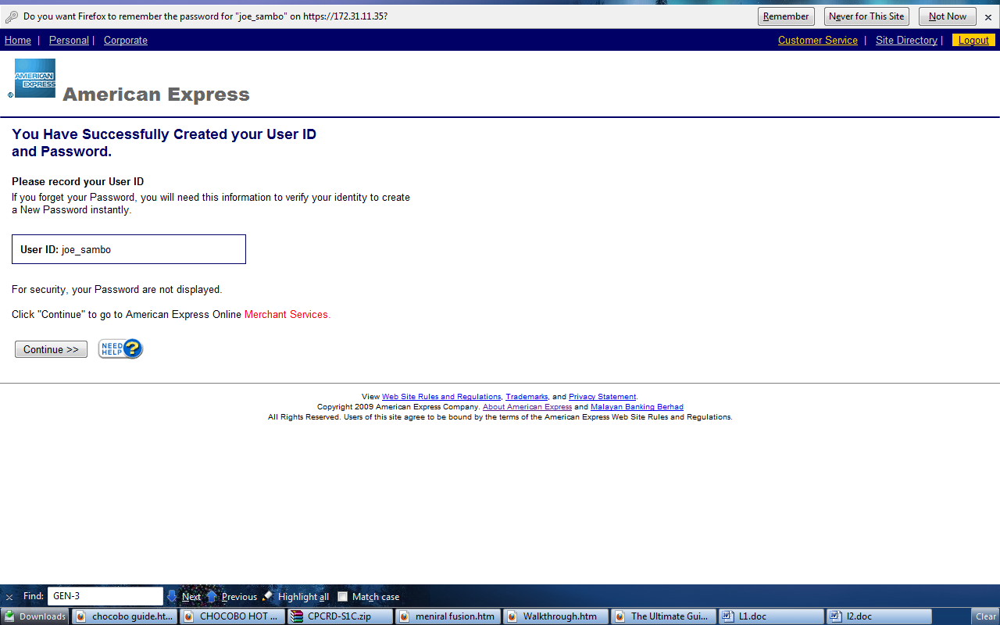 Do you want Firefox to remember the password for "joe_sambo" on https://172.31.11.35?
Remember
Never for This Site
Not Now
Home | Personal | Corporate
Customer Service | Site Directory | Logout
AMERICAN EXPRESS
®
American Express
You Have Successfully Created your User ID
and Password.
Please record your User ID
If you forget your Password, you will need this information to verify your identity to create
a New Password instantly.
User ID: joe_sambo
For security, your Password are not displayed.
Click "Continue" to go to American Express Online Merchant Services.
Continue >>
NEED HELP ?
View Web Site Rules and Regulations, Trademarks, and Privacy Statement.
Copyright 2009 American Express Company. About American Express and Malayan Banking Berhad
All Rights Reserved. Users of this site agree to be bound by the terms of the American Express Web Site Rules and Regulations.
Find: GEN-3 Next Previous Highlight all Match case
Downloads
chocobo guide.ht...
CHOCOBO HOT ...
CPCRD-S1C.zip
meniral fusion.htm
Walkthrough.htm
The Ultimate Gui...
L1.doc
l2.doc
Clear